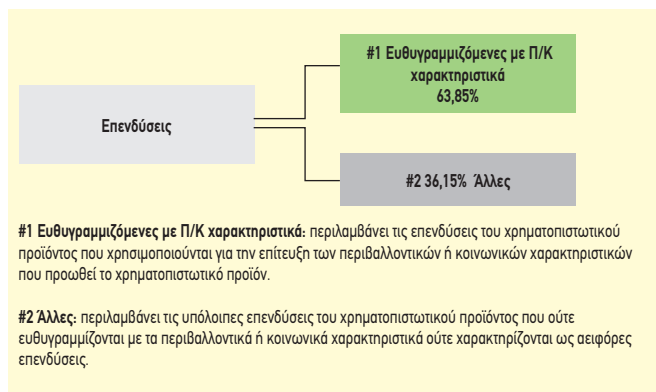 #1 Ευθυγραμμιζόμενες με Π/Κ
χαρακτηριστικά
63,85%
Επενδύσεις
#2 36,15% Άλλες
#1 Ευθυγραμμιζόμενες με Π/Κ χαρακτηριστικά: περιλαμβάνει τις επενδύσεις του χρηματοπιστωτικού
προϊόντος που χρησιμοποιούνται για την επίτευξη των περιβαλλοντικών ή κοινωνικών χαρακτηριστικών
που προωθεί το χρηματοπιστωτικό προϊόν.
#2 Άλλες: περιλαμβάνει τις υπόλοιπες επενδύσεις του χρηματοπιστωτικού προϊόντος που ούτε
ευθυγραμμίζονται με τα περιβαλλοντικά ή κοινωνικά χαρακτηριστικά ούτε χαρακτηρίζονται ως αειφόρες
επενδύσεις.